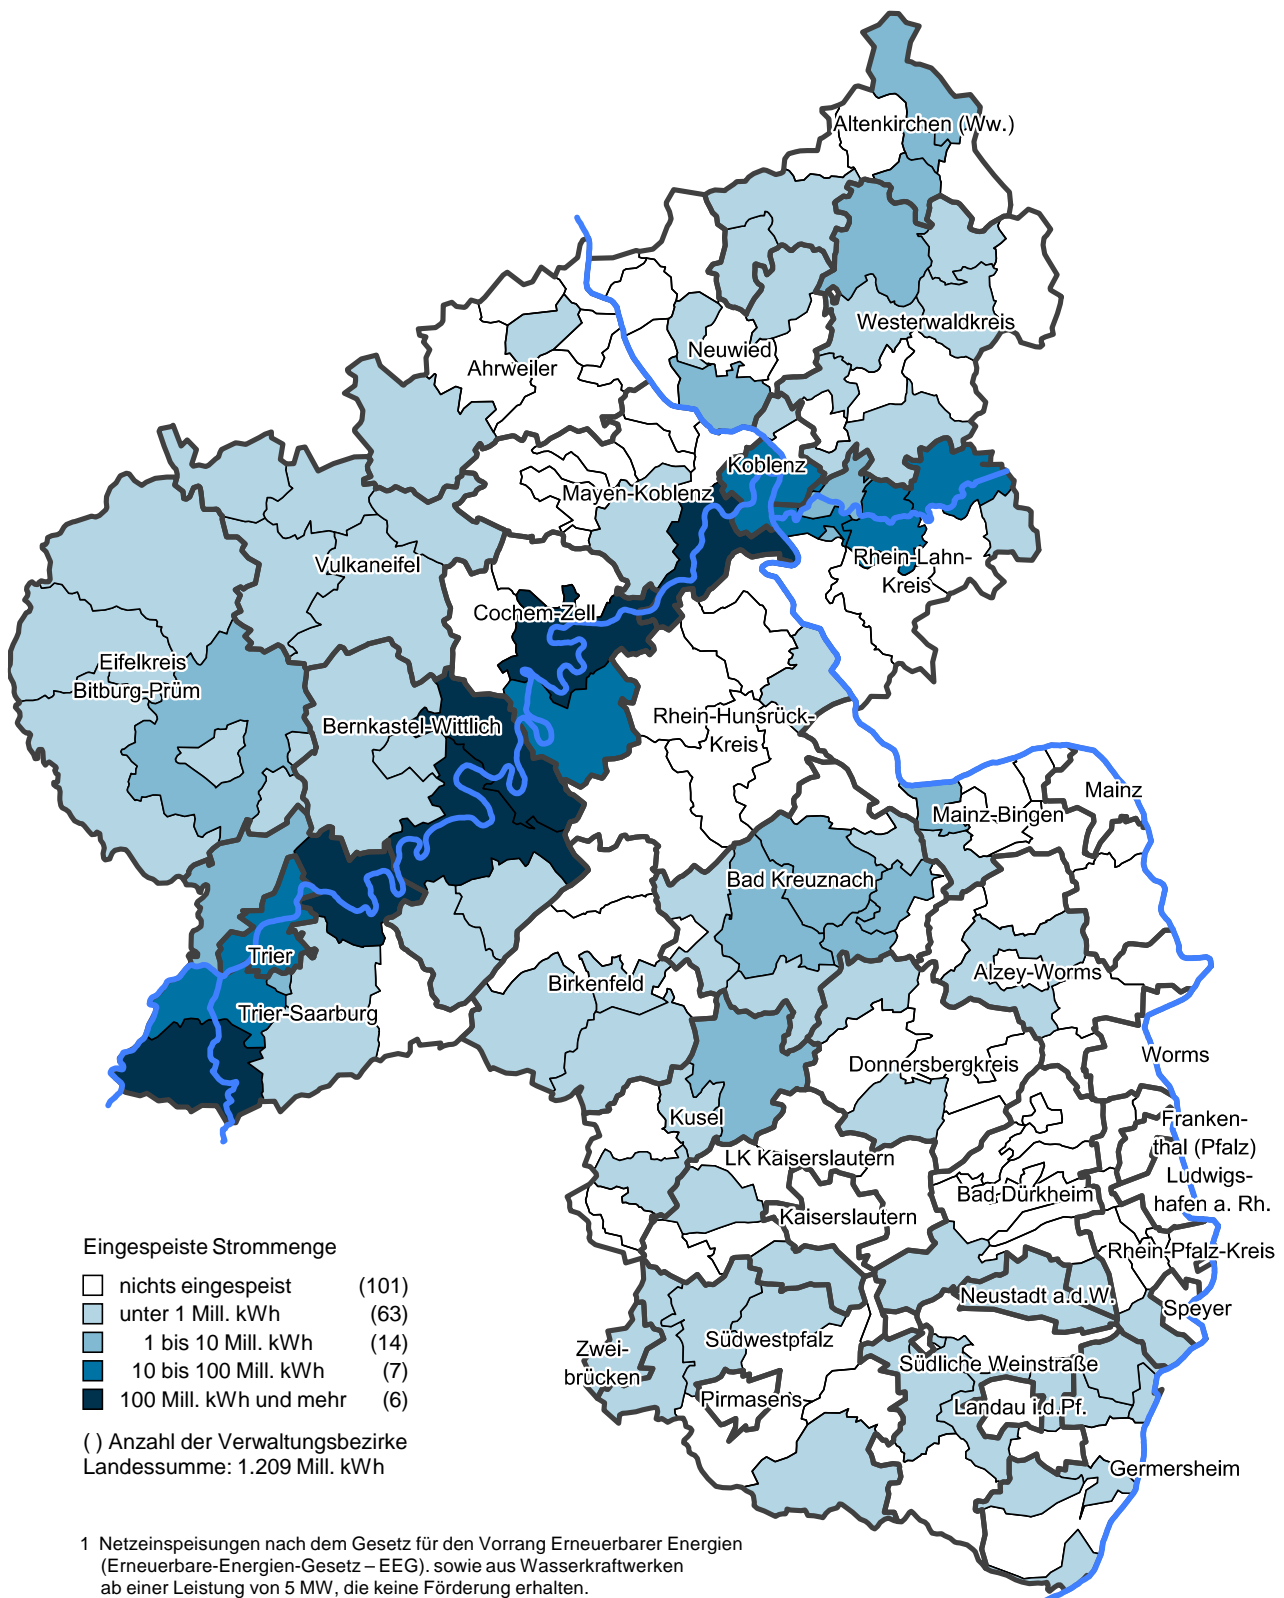 Altenkirchen (Ww.)
Westerwaldkreis
Neuwied
Ahrweiler
Koblenz
Mayen-Koblenz
Vulkaneifel
Rhein-Lahn-
Kreis
Cochem-Zell
Eifelkreis
Bitburg-Prüm
Bernkastel-Wittlich
Rhein-Hunsrück-
Kreis
Mainz
Mainz-Bingen
Bad Kreuznach
Trier
Alzey-Worms
Birkenfeld
Trier-Saarburg
Worms
Donnersbergkreis
Kusel
Franken-
thal (Pfalz)
LK Kaiserslautern
Ludwigs-
hafen a. Rh.
Bad Dürkheim
Kaiserslautern
Rhein-Pfalz-Kreis
Neustadt a.d.W.
Speyer
Südwestpfalz
Zwei-
brücken
Südliche Weinstraße
Pirmasens
Landau i.d.Pf.
Germersheim
Eingespeiste Strommenge
nichts eingespeist (101)
unter 1 Mill. kWh (63)
1 bis 10 Mill. kWh (14)
10 bis 100 Mill. kWh (7)
100 Mill. kWh und mehr (6)
( ) Anzahl der Verwaltungsbezirke
Landessumme: 1.209 Mill. kWh
1 Netzeinspeisungen nach dem Gesetz für den Vorrang Erneuerbarer Energien
(Erneuerbare-Energien-Gesetz – EEG). sowie aus Wasserkraftwerken
ab einer Leistung von 5 MW, die keine Förderung erhalten.